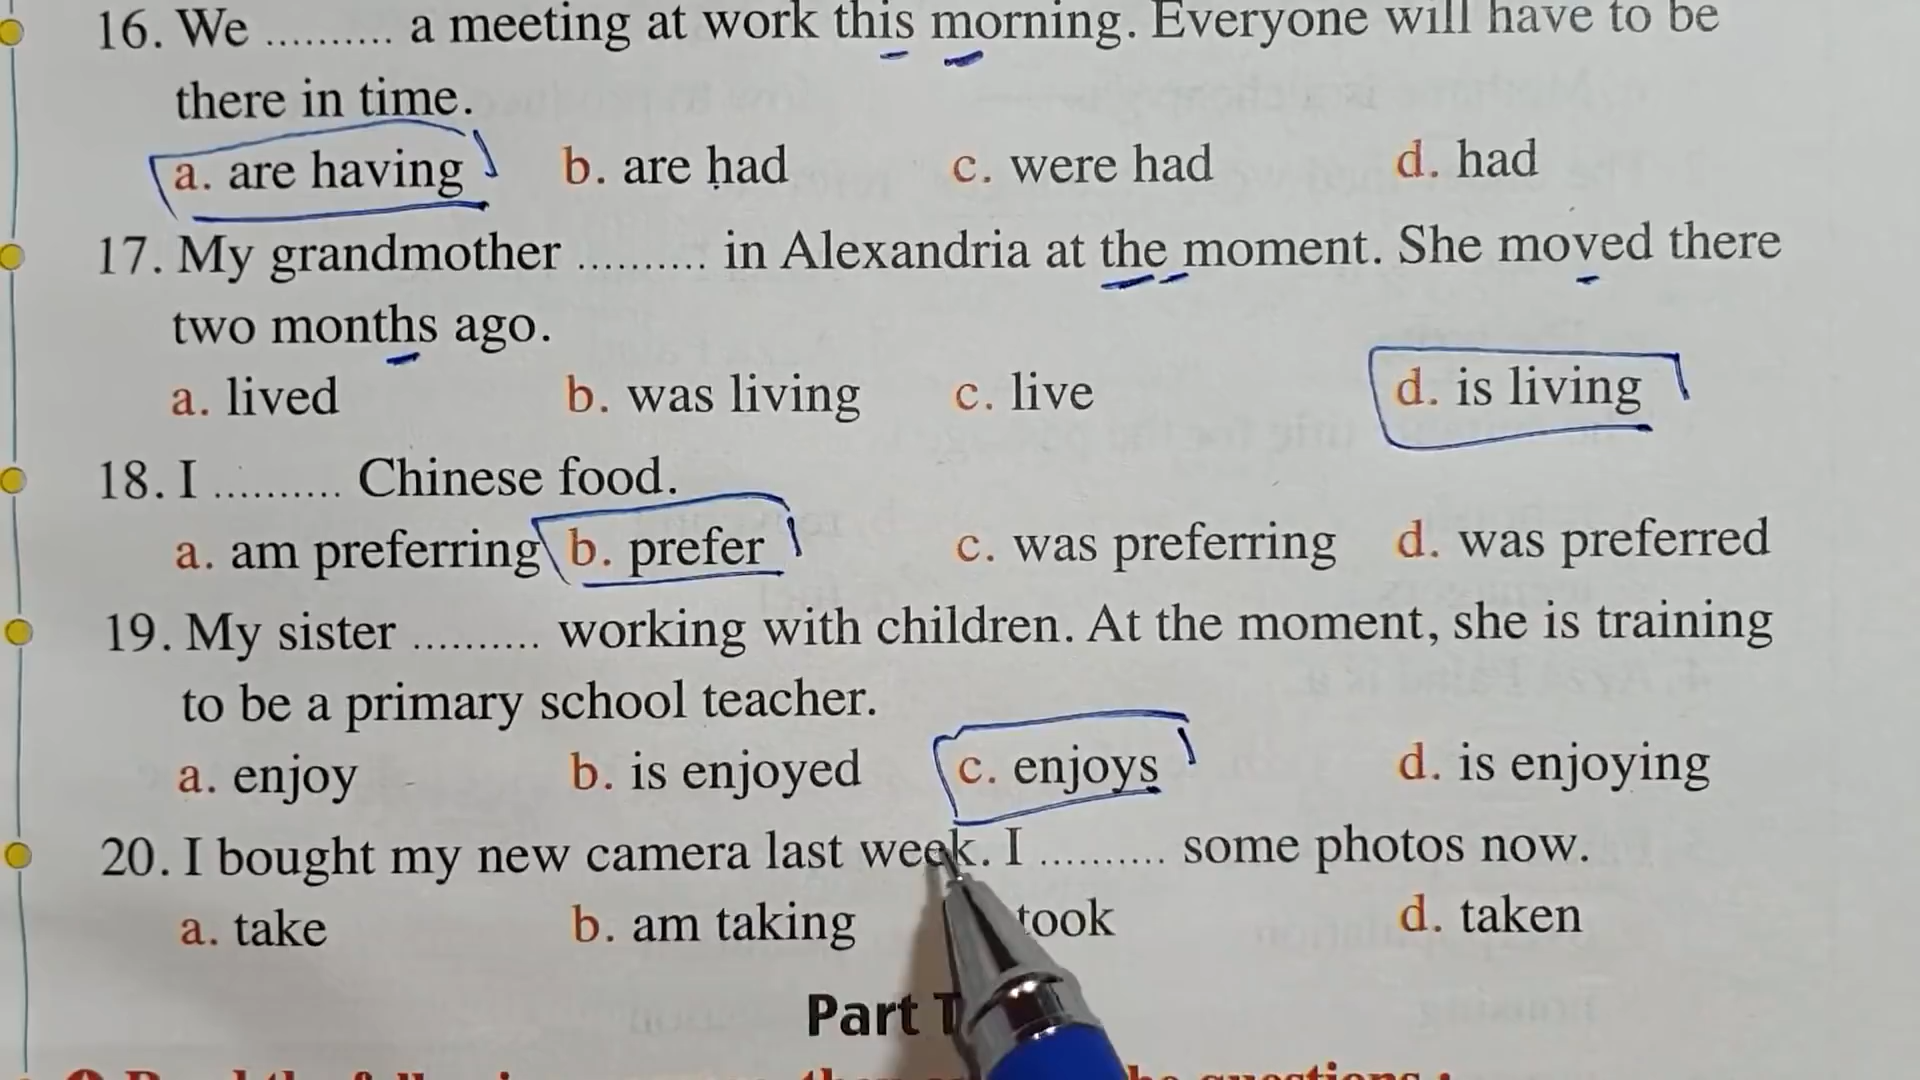 16. We .......... a meeting at work this morning. Everyone will have to be
there in time.
a. are having b. are had c. were had d. had
17. My grandmother .......... in Alexandria at the moment. She moved there
two months ago.
a. lived b. was living c. live d. is living
18. I .......... Chinese food.
a. am preferring b. prefer c. was preferring d. was preferred
19. My sister .......... working with children. At the moment, she is training
to be a primary school teacher.
a. enjoy b. is enjoyed c. enjoys d. is enjoying
20. I bought my new camera last week. I .......... some photos now.
a. take b. am taking took d. taken
Part
questions :